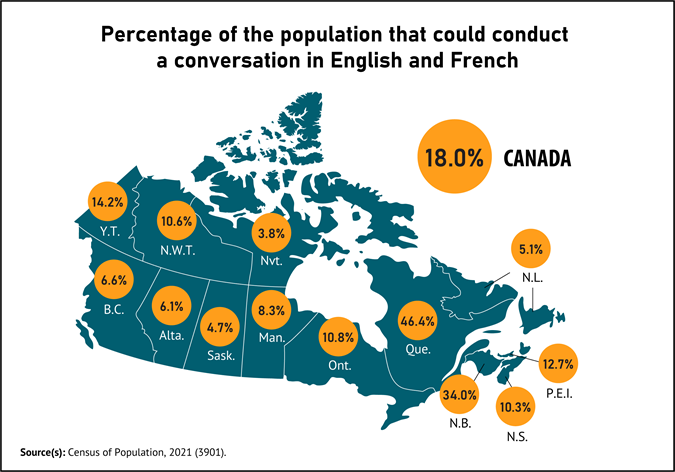 Percentage of the population that could conduct
a conversation in English and French
18.0% CANADA
14.2%
Y.T.
10.6%
N.W.T.
3.8%
Nvt.
5.1%
N.L.
6.6%
B.C.
6.1%
Alta.
4.7%
Sask.
8.3%
Man.
10.8%
Ont.
46.4%
Que.
12.7%
P.E.I.
34.0%
N.B.
10.3%
N.S.
Source(s): Census of Population, 2021 (3901).